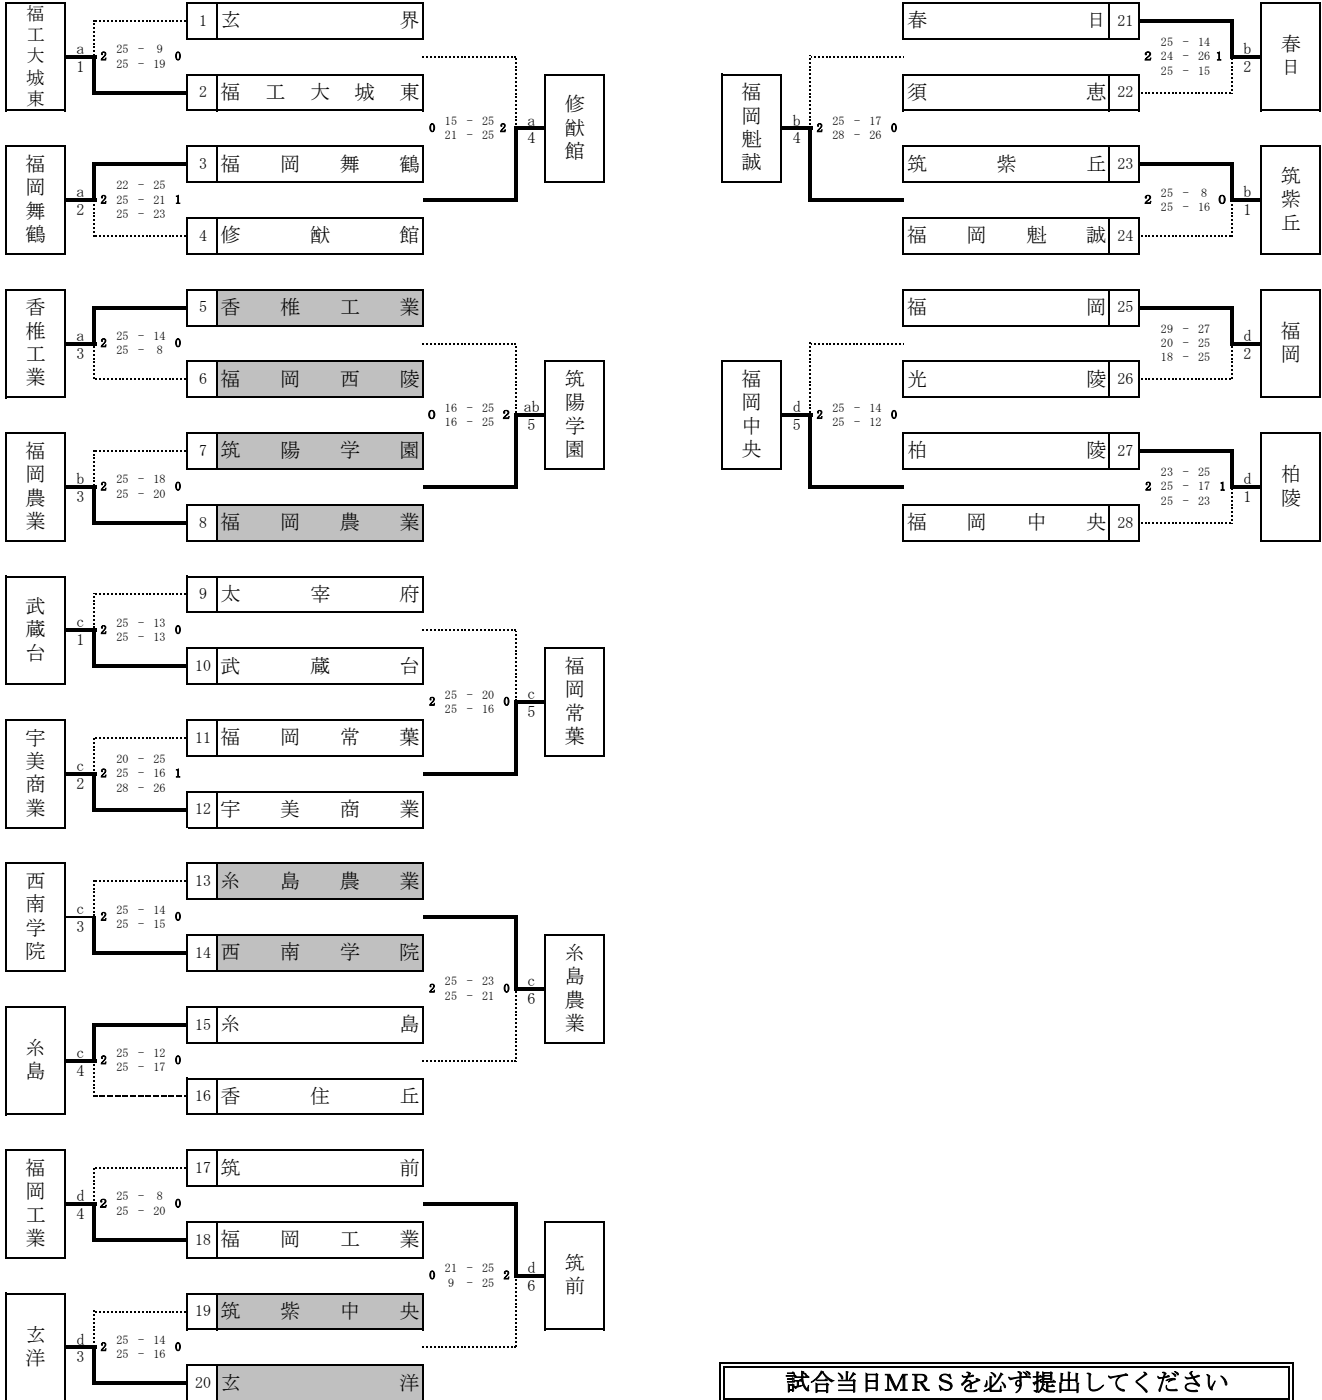 福工大城東
a
1
2 25 - 9 0
25 - 19
1 玄界
2 福工大城東
福岡舞鶴
a
2
22 - 25
2 25 - 21 1
25 - 23
3 福岡舞鶴
4 修猷館
0 15 - 25 2
21 - 25
a
4
修猷館
香椎工業
a
3
2 25 - 14 0
25 - 8
5 香椎工業
6 福岡西陵
福岡農業
b
3
2 25 - 18 0
25 - 20
7 筑陽学園
8 福岡農業
0 16 - 25 2
16 - 25
ab
5
筑陽学園
武蔵台
c
1
2 25 - 13 0
25 - 13
9 太宰府
10 武蔵台
宇美商業
c
2
20 - 25
2 25 - 16 1
28 - 26
11 福岡常葉
12 宇美商業
2 25 - 20 0
25 - 16
c
5
福岡常葉
西南学院
c
3
2 25 - 14 0
25 - 15
13 糸島農業
14 西南学院
糸島
c
4
2 25 - 12 0
25 - 17
15 糸島
16 香住丘
2 25 - 23 0
25 - 21
c
6
糸島農業
福岡工業
d
4
2 25 - 8 0
25 - 20
17 筑前
18 福岡工業
玄洋
d
3
2 25 - 14 0
25 - 16
19 筑紫中央
20 玄洋
0 21 - 25 2
9 - 25
d
6
筑前
福岡魁誠
b
4
2 25 - 17 0
28 - 26
春日 21
須恵 22
25 - 14
2 24 - 26 1
25 - 15
b
2
春日
筑紫丘 23
福岡魁誠 24
2 25 - 8 0
25 - 16
b
1
筑紫丘
福岡中央
d
5
2 25 - 14 0
25 - 12
福岡 25
光陵 26
29 - 27
20 - 25
18 - 25
d
2
福岡
柏陵 27
福岡中央 28
23 - 25
2 25 - 17 1
25 - 23
d
1
柏陵
試合当日MRSを必ず提出してください